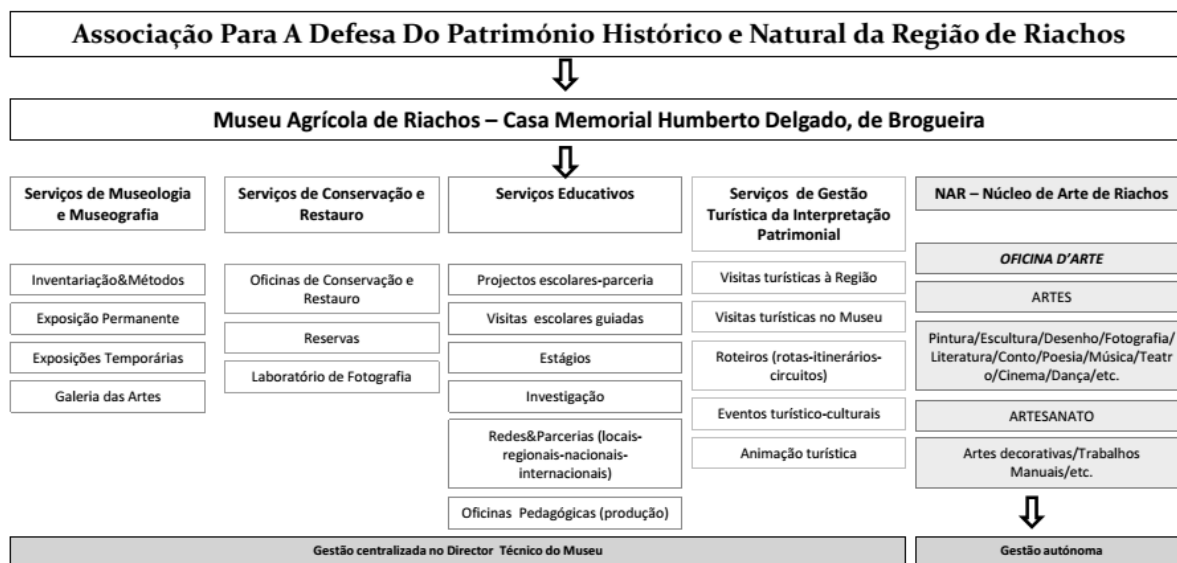 Associação Para A Defesa Do Património Histórico e Natural da Região de Riachos
Museu Agrícola de Riachos – Casa Memorial Humberto Delgado, de Brogueira
Serviços de Museologia
e Museografia
Inventariação&Métodos
Exposição Permanente
Exposições Temporárias
Galeria das Artes
Serviços de Conservação e
Restauro
Oficinas de Conservação e
Restauro
Reservas
Laboratório de Fotografia
Serviços Educativos
Projectos escolares-parceria
Visitas escolares guiadas
Estágios
Investigação
Redes&Parcerias (locais-
regionais-nacionais-
internacionais)
Oficinas Pedagógicas (produção)
Serviços de Gestão
Turística da Interpretação
Patrimonial
Visitas turísticas à Região
Visitas turísticas no Museu
Roteiros (rotas-itinerários-
circuitos)
Eventos turístico-culturais
Animação turística
NAR – Núcleo de Arte de Riachos
OFICINA D’ARTE
ARTES
Pintura/Escultura/Desenho/Fotografia/
Literatura/Conto/Poesia/Música/Teatr
o/Cinema/Dança/etc.
ARTESANATO
Artes decorativas/Trabalhos
Manuais/etc.
Gestão centralizada no Director Técnico do Museu
Gestão autónoma